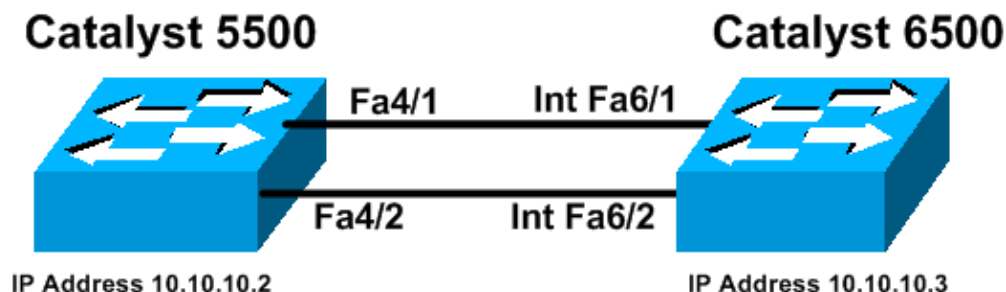 Catalyst 5500
Catalyst 6500
Fa4/1
Int Fa6/1
Fa4/2
Int Fa6/2
IP Address 10.10.10.2
IP Address 10.10.10.3